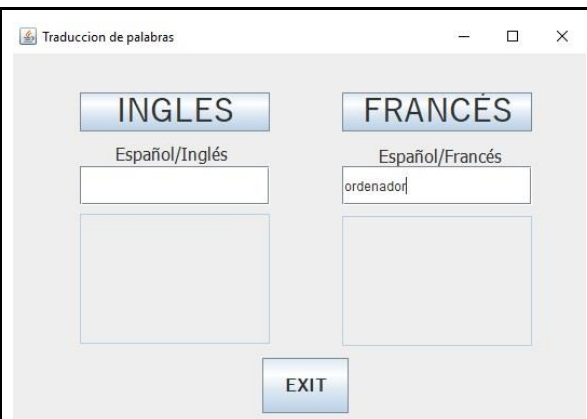 Traduccion de palabras
INGLES
FRANCÉS
Español/Inglés
Español/Francés
ordenador
EXIT